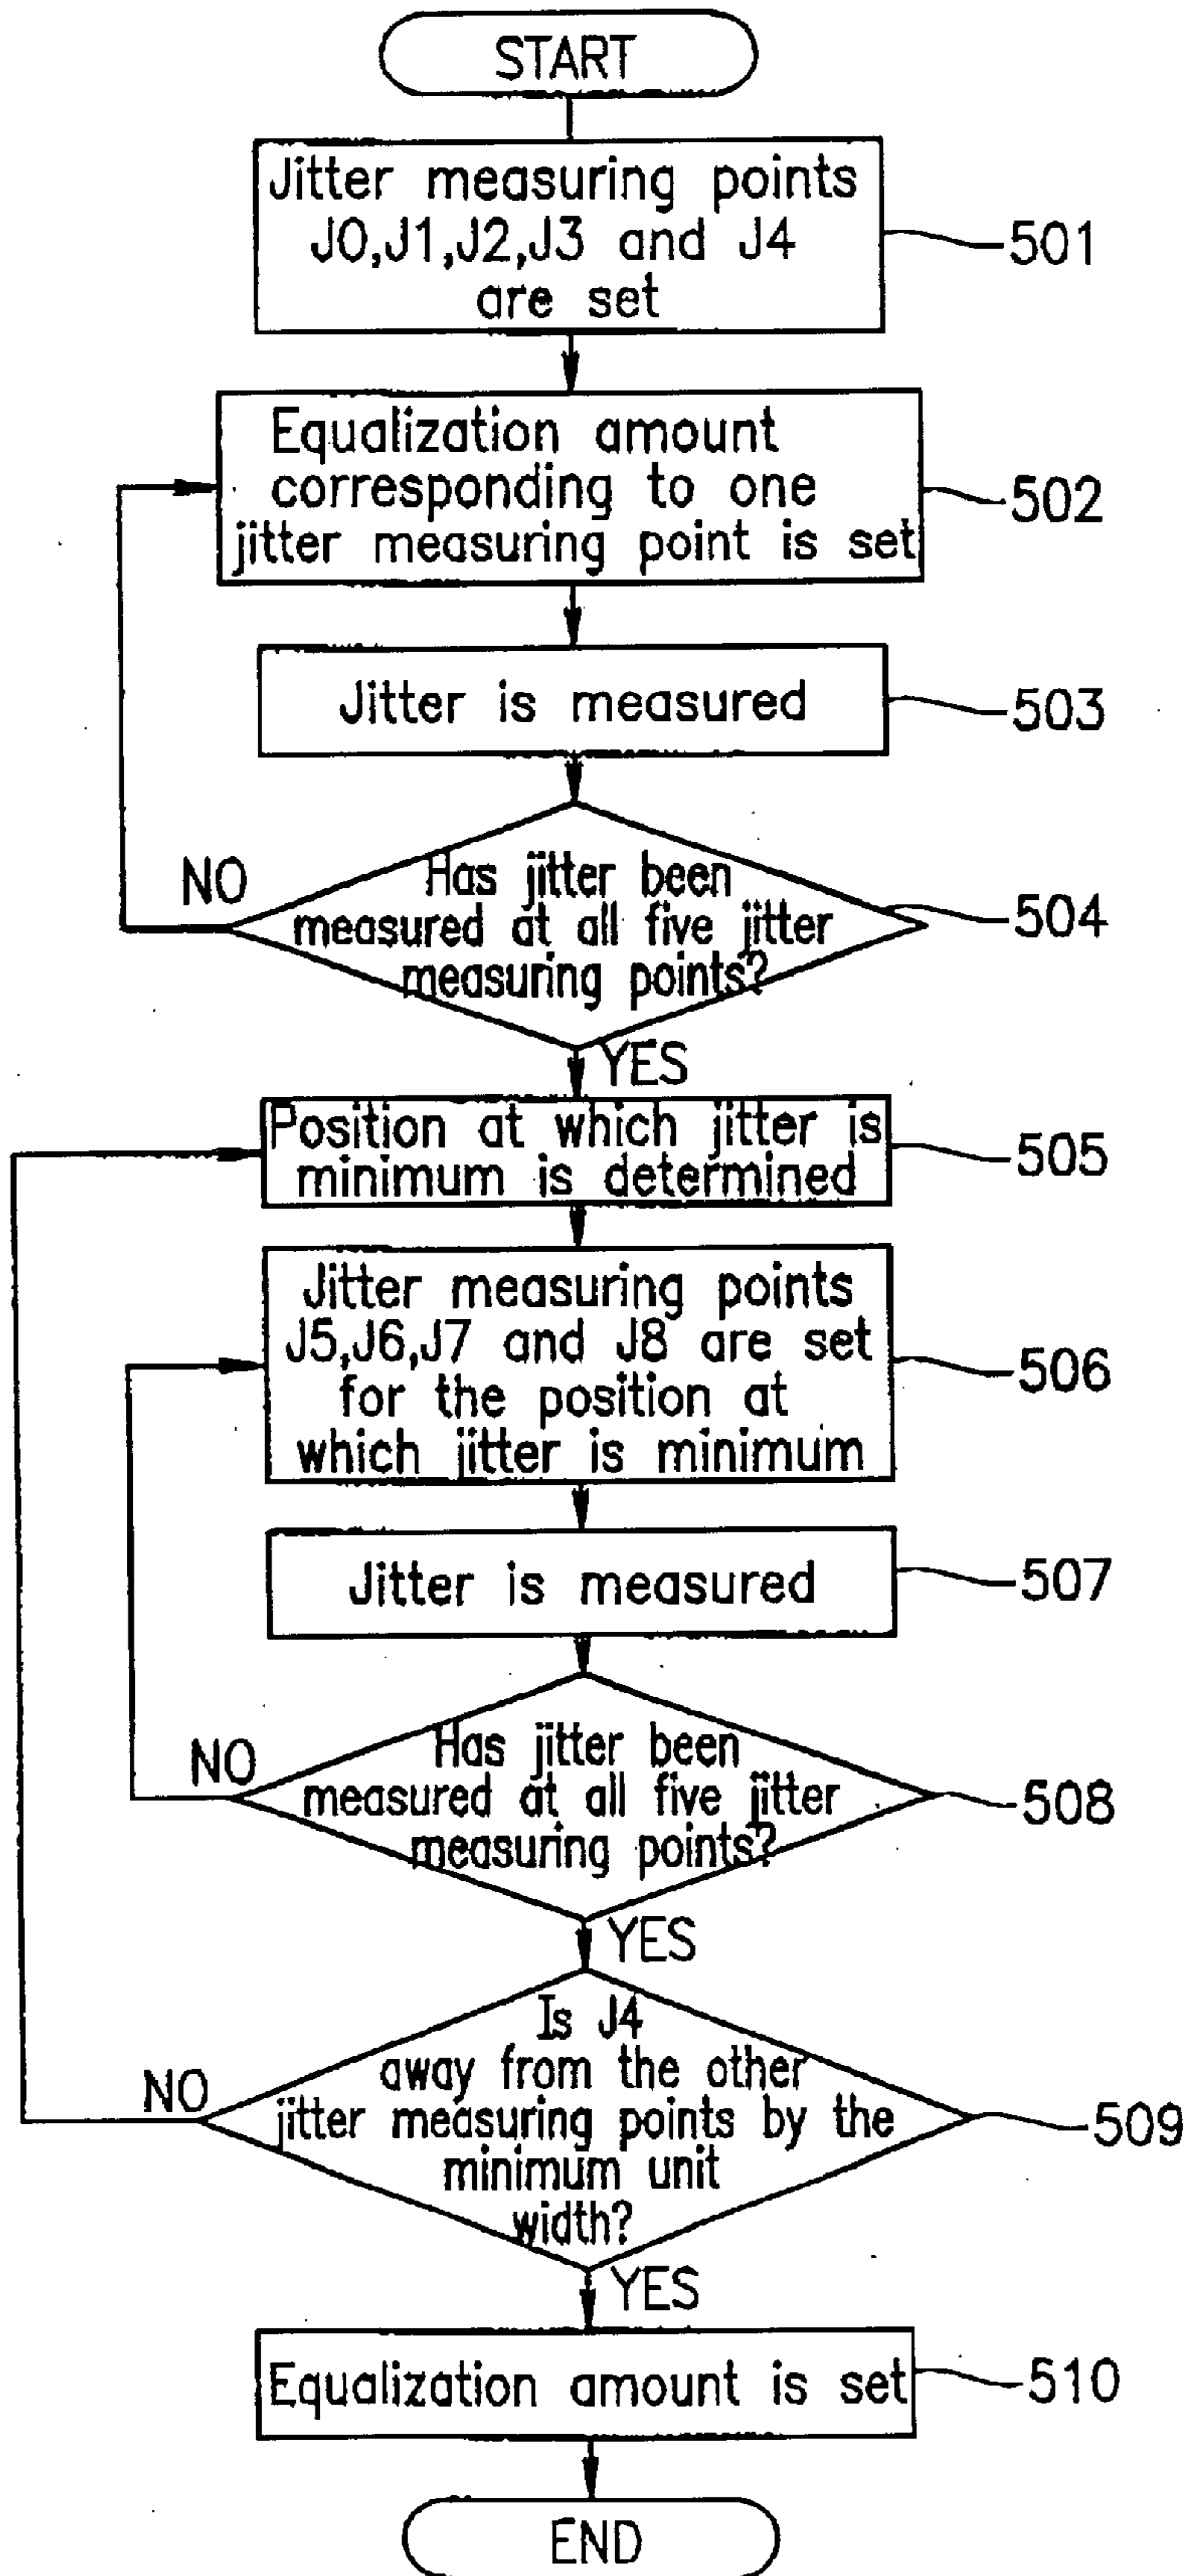 START
Jitter measuring points
J0,J1,J2,J3 and J4
are set
501
Equalization amount
corresponding to one
jitter measuring point is set
502
Jitter is measured
503
Has jitter been
measured at all five jitter
measuring points?
504
NO
YES
Position at which jitter is
minimum is determined
505
Jitter measuring points
J5,J6,J7 and J8 are set
for the position at
which jitter is minimum
506
Jitter is measured
507
Has jitter been
measured at all five jitter
measuring points?
508
NO
YES
Is J4
away from the other
jitter measuring points by the
minimum unit
width?
509
NO
YES
Equalization amount is set
510
END